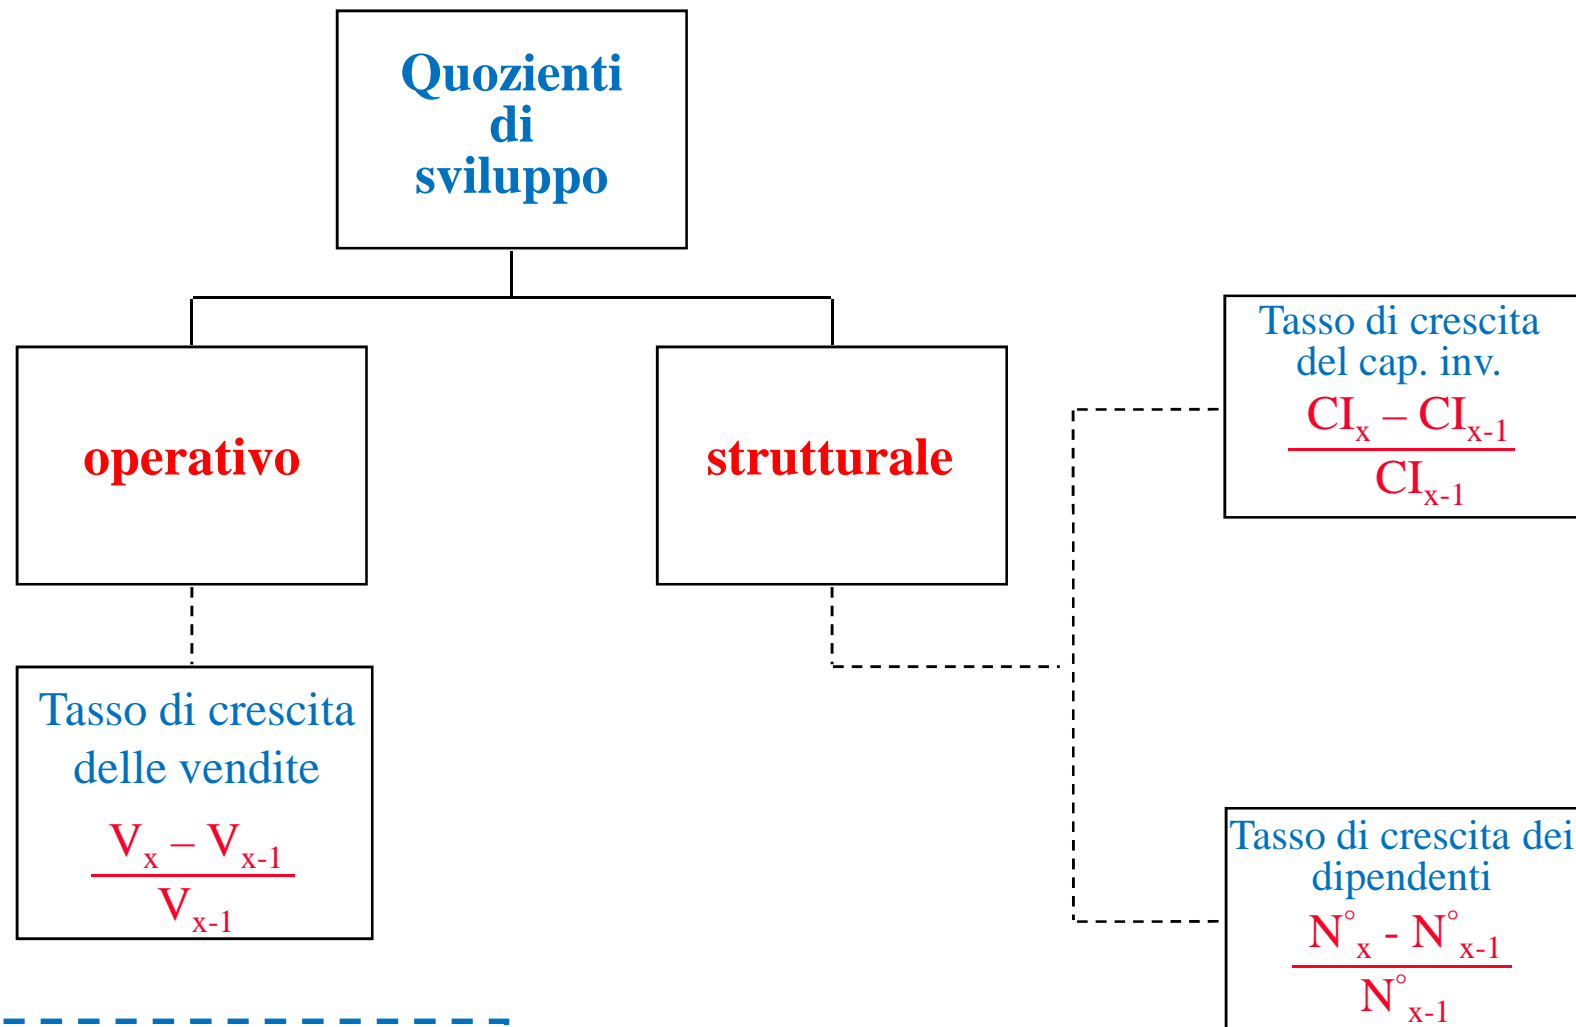 Quozienti
di
sviluppo
operativo
strutturale
Tasso di crescita
delle vendite
Vₓ – Vₓ₋₁
Vₓ₋₁
Tasso di crescita
del cap. inv.
CIₓ – CIₓ₋₁
CIₓ₋₁
Tasso di crescita dei
dipendenti
N°ₓ - N°ₓ₋₁
N°ₓ₋₁